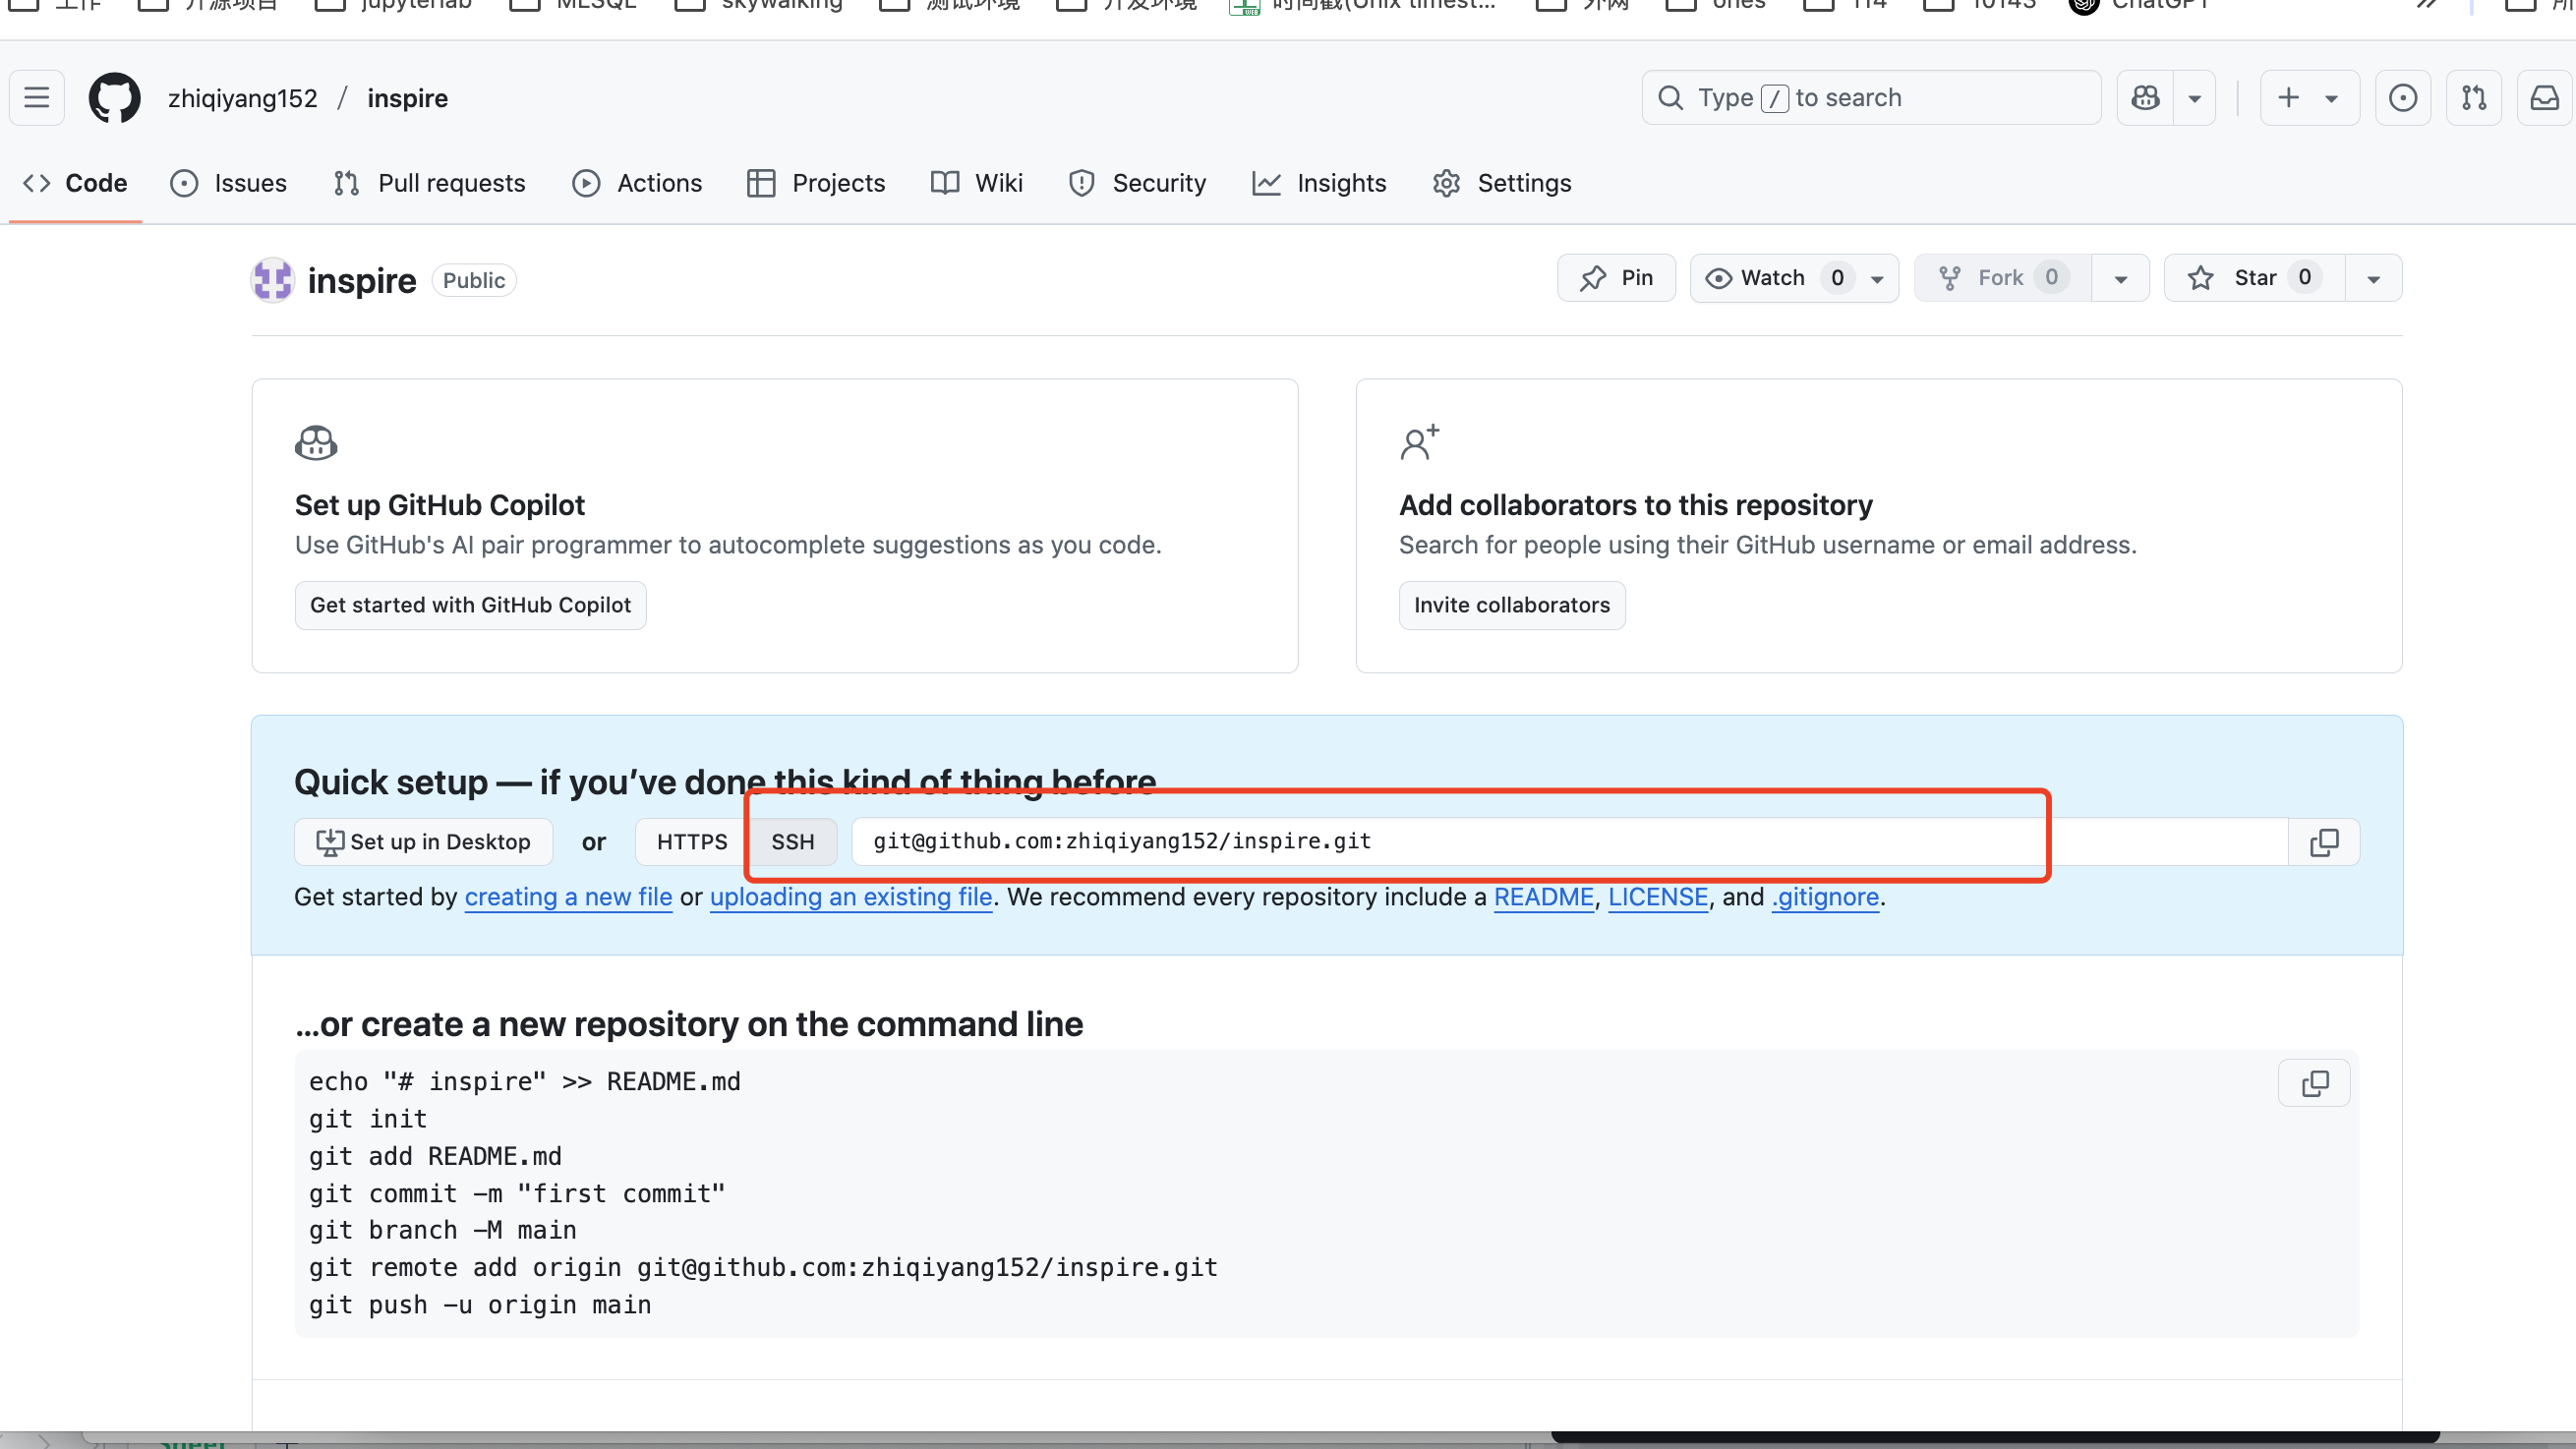 工作 开源项目 jupyterlab MLSQL skywalking 测试环境 开发环境 时间戳(Unix timest... 外网 ones 114 10143 ChatGPT
zhiqiyang152 / inspire
Type / to search
Code Issues Pull requests Actions Projects Wiki Security Insights Settings
inspire Public
Pin Watch 0 Fork 0 Star 0
Set up GitHub Copilot
Use GitHub's AI pair programmer to autocomplete suggestions as you code.
Get started with GitHub Copilot
Add collaborators to this repository
Search for people using their GitHub username or email address.
Invite collaborators
Quick setup — if you’ve done this kind of thing before
Set up in Desktop or HTTPS SSH git@github.com:zhiqiyang152/inspire.git
Get started by creating a new file or uploading an existing file. We recommend every repository include a README, LICENSE, and .gitignore.
…or create a new repository on the command line
echo "# inspire" >> README.md
git init
git add README.md
git commit -m "first commit"
git branch -M main
git remote add origin git@github.com:zhiqiyang152/inspire.git
git push -u origin main